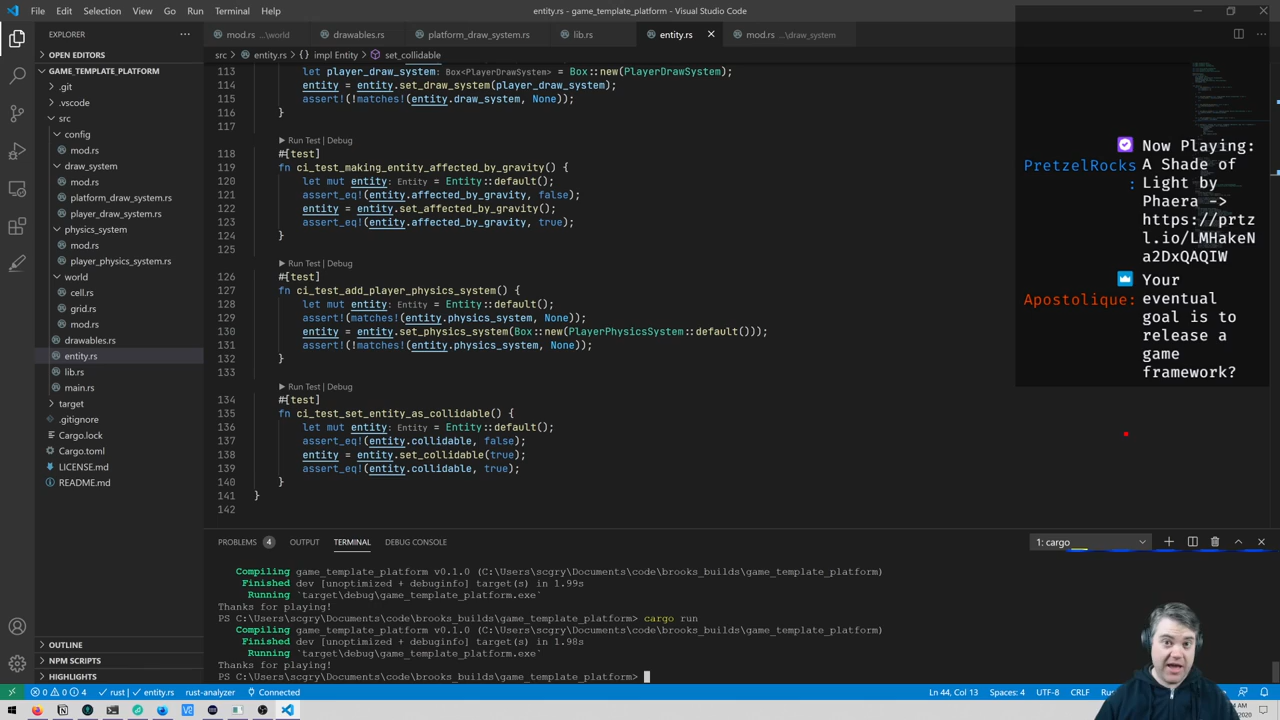 File Edit Selection View Go Run Terminal Help
entity.rs - game_template_platform - Visual Studio Code
EXPLORER
mod.rs ...\world
drawables.rs
platform_draw_system.rs
lib.rs
entity.rs
mod.rs ...\draw_system
OPEN EDITORS
src > entity.rs > {} impl Entity > set_collidable
GAME_TEMPLATE_PLATFORM
.git
.vscode
src
config
mod.rs
draw_system
mod.rs
platform_draw_system.rs
player_draw_system.rs
physics_system
mod.rs
player_physics_system.rs
world
cell.rs
grid.rs
mod.rs
drawables.rs
entity.rs
lib.rs
main.rs
target
.gitignore
Cargo.lock
Cargo.toml
LICENSE.md
README.md
OUTLINE
NPM SCRIPTS
HIGHLIGHTS
113 let player_draw_system: Box<PlayerDrawSystem> = Box::new(PlayerDrawSystem);
114 entity = entity.set_draw_system(player_draw_system);
115 assert!(!matches!(entity.draw_system, None));
116 }
117
Run Test | Debug
118 #[test]
119 fn ci_test_making_entity_affected_by_gravity() {
120 let mut entity: Entity = Entity::default();
121 assert_eq!(entity.affected_by_gravity, false);
122 entity = entity.set_affected_by_gravity();
123 assert_eq!(entity.affected_by_gravity, true);
124 }
125
Run Test | Debug
126 #[test]
127 fn ci_test_add_player_physics_system() {
128 let mut entity: Entity = Entity::default();
129 assert!(matches!(entity.physics_system, None));
130 entity = entity.set_physics_system(Box::new(PlayerPhysicsSystem::default()));
131 assert!(!matches!(entity.physics_system, None));
132 }
133
Run Test | Debug
134 #[test]
135 fn ci_test_set_entity_as_collidable() {
136 let mut entity: Entity = Entity::default();
137 assert_eq!(entity.collidable, false);
138 entity = entity.set_collidable(true);
139 assert_eq!(entity.collidable, true);
140 }
141 }
142
PretzelRocks
:
Now Playing:
A Shade of
Light by
Phaera ->
https://prtz
l.io/LMHakeN
a2DxQAQIW
Apostolique:
Your
eventual
goal is to
release a
game
framework?
PROBLEMS 4 OUTPUT TERMINAL DEBUG CONSOLE
1: cargo
Compiling game_template_platform v0.1.0 (C:\Users\scgry\Documents\code\brooks_builds\game_template_platform)
Finished dev [unoptimized + debuginfo] target(s) in 1.99s
Running `target\debug\game_template_platform.exe`
Thanks for playing!
PS C:\Users\scgry\Documents\code\brooks_builds\game_template_platform> cargo run
Compiling game_template_platform v0.1.0 (C:\Users\scgry\Documents\code\brooks_builds\game_template_platform)
Finished dev [unoptimized + debuginfo] target(s) in 1.98s
Running `target\debug\game_template_platform.exe`
Thanks for playing!
PS C:\Users\scgry\Documents\code\brooks_builds\game_template_platform>
0 0 4 rust | entity.rs rust-analyzer Connected
Ln 44, Col 13 Spaces: 4 UTF-8 CRLF